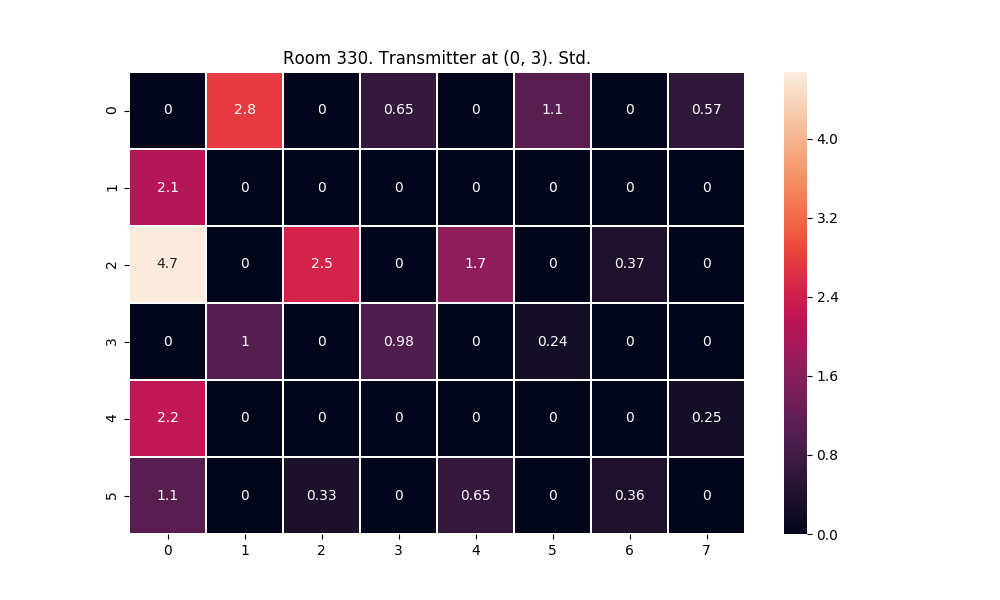 Room 330. Transmitter at (0, 3). Std.
0 0 2.8 0 0.65 0 1.1 0 0.57
1 2.1 0 0 0 0 0 0 0
2 4.7 0 2.5 0 1.7 0 0.37 0
3 0 1 0 0.98 0 0.24 0 0
4 2.2 0 0 0 0 0 0 0.25
5 1.1 0 0.33 0 0.65 0 0.36 0
0 1 2 3 4 5 6 7
4.0
3.2
2.4
1.6
0.8
0.0